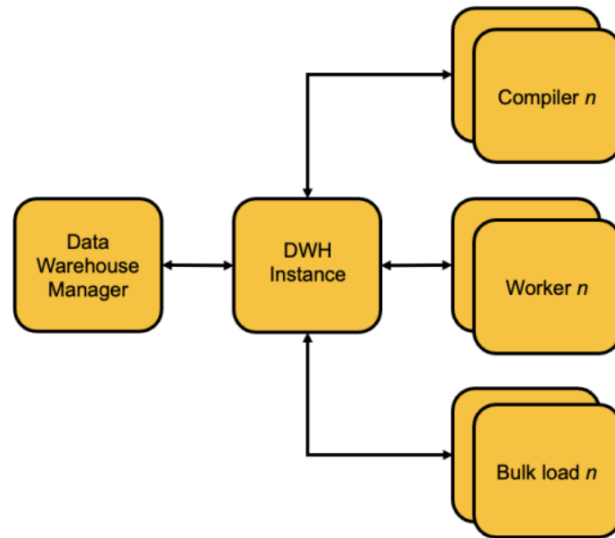 Compiler n
Data
Warehouse
Manager
DWH
Instance
Worker n
Bulk load n